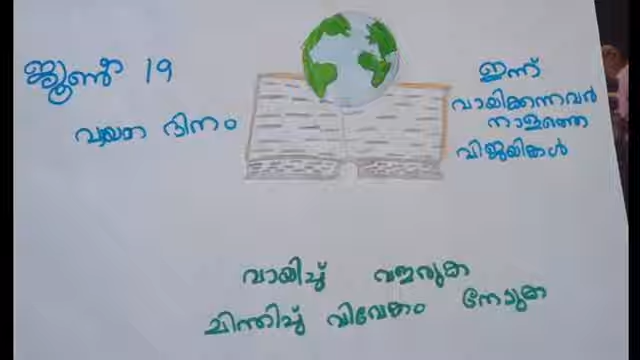 ജൂൺ 19
വായന ദിനം
ഇന്ന്
വായിക്കുന്നവർ
നാളത്തെ
വിജയികൾ
വായിച്ച് വളരുക
ചിന്തിച്ച് വിവേകം നേടുക